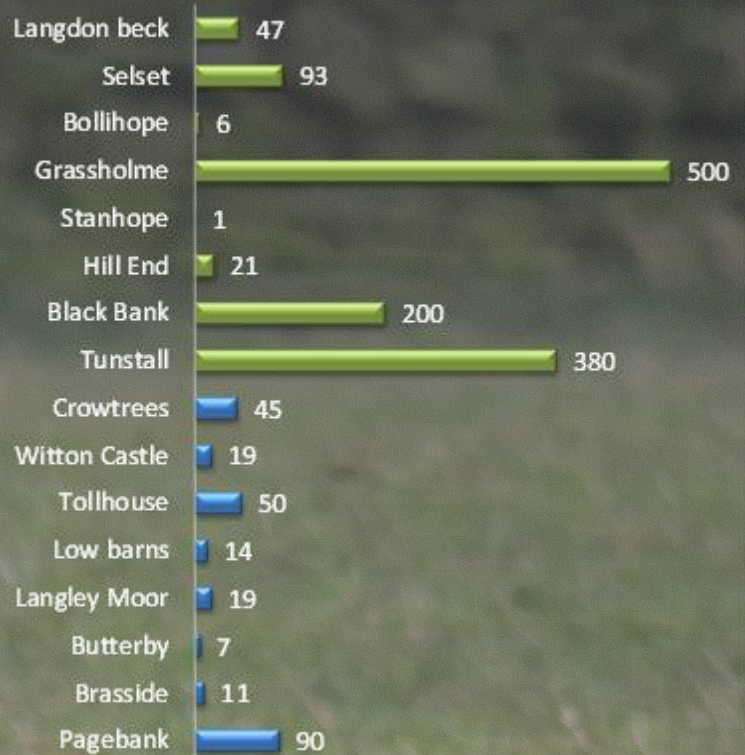 Langdon beck 47
Selset 93
Bollihope 6
Grassholme 500
Stanhope 1
Hill End 21
Black Bank 200
Tunstall 380
Crowtrees 45
Witton Castle 19
Tollhouse 50
Low barns 14
Langley Moor 19
Butterby 7
Brasside 11
Pagebank 90